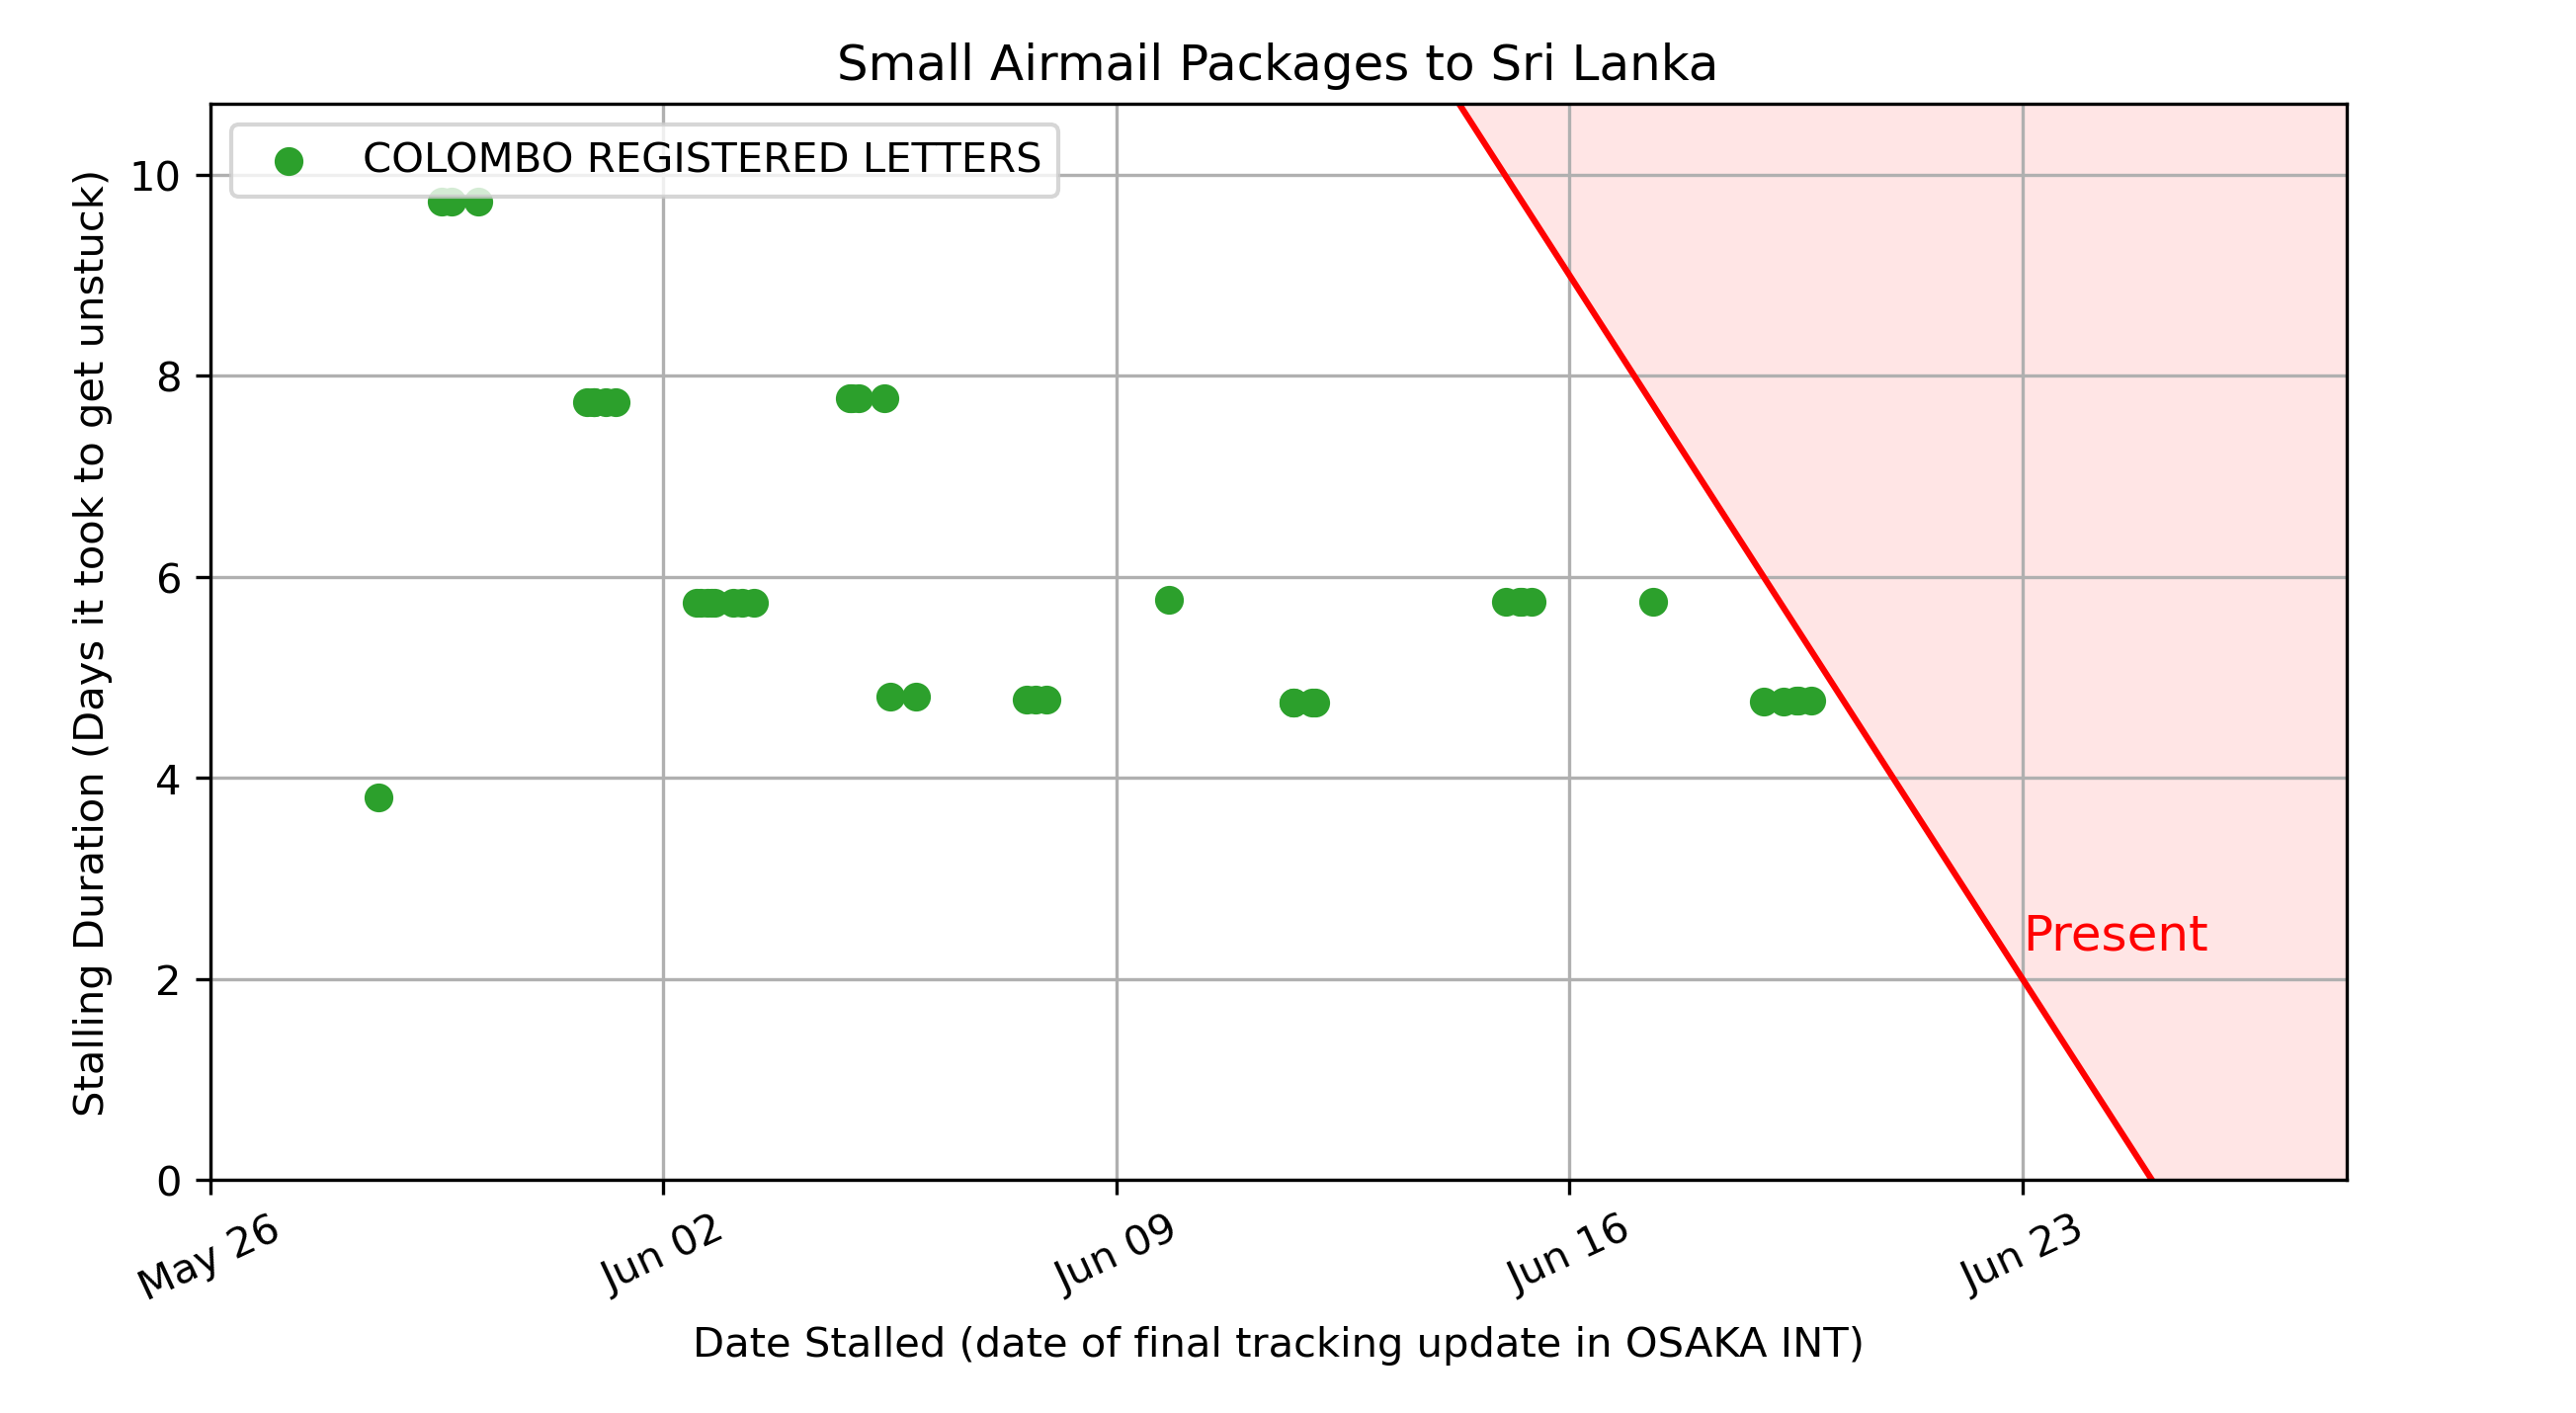 Small Airmail Packages to Sri Lanka
COLOMBO REGISTERED LETTERS
Stalling Duration (Days it took to get unstuck)
10
8
6
4
2
0
Present
May 26
Jun 02
Jun 09
Jun 16
Jun 23
Date Stalled (date of final tracking update in OSAKA INT)